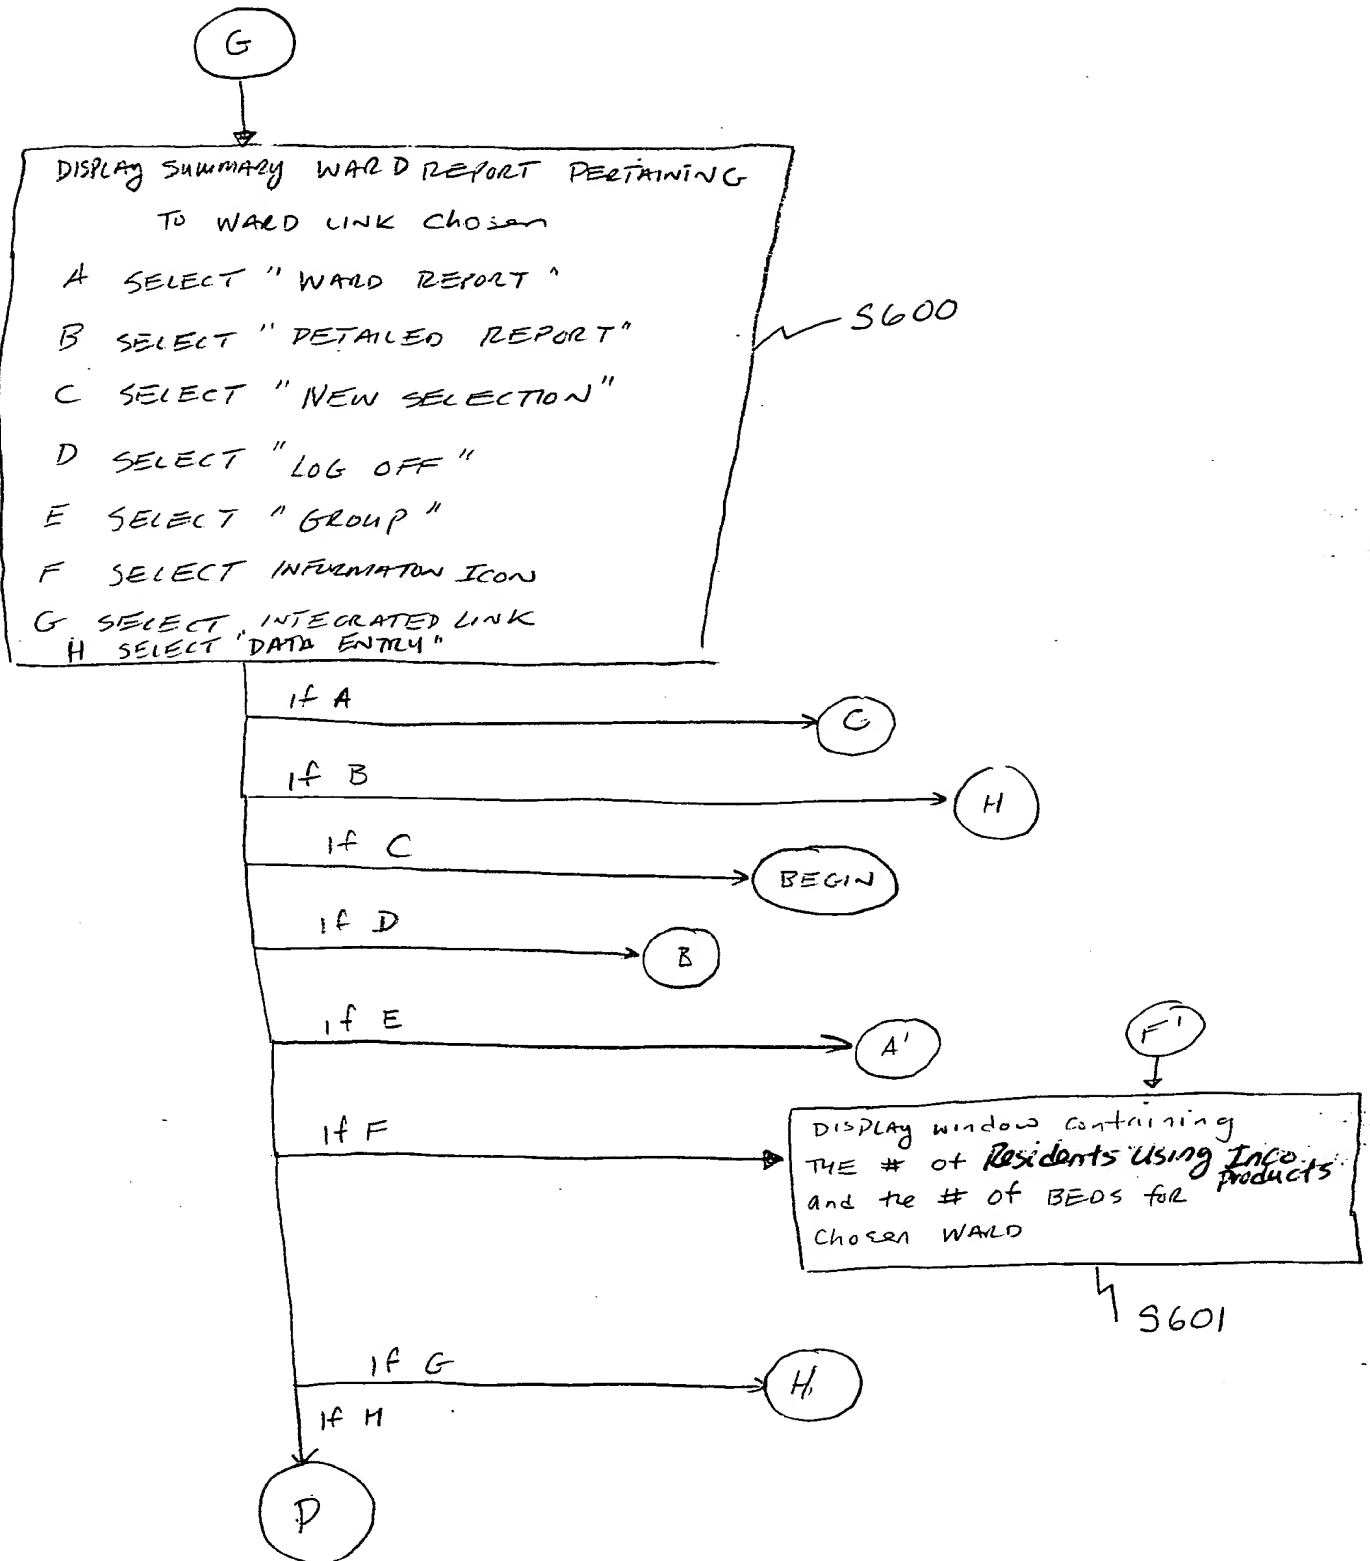 G
DISPLAY SUMMARY WARD REPORT PERTAINING
TO WARD LINK Chosen
A SELECT "WARD REPORT"
B SELECT "DETAILED REPORT"
C SELECT "NEW SELECTION"
D SELECT "LOG OFF"
E SELECT "GROUP"
F SELECT INFORMATON ICON
G SELECT INTEGRATED LINK
H SELECT "DATA ENTRY"
S600
if A
C
if B
H
if C
BEGIN
if D
B
if E
A'
F'
if F
DISPLAY window containing
THE # of Residents Using Inco
products
and the # of BEDS for
Chosen WARD
S601
if G
H
if H
D